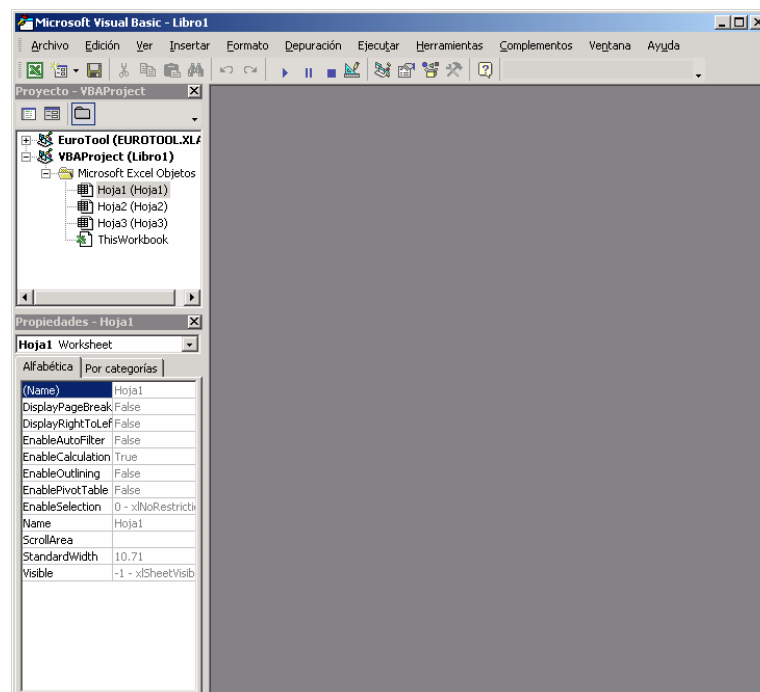 Microsoft Visual Basic - Libro1
Archivo Edición Ver Insertar Formato Depuración Ejecutar Herramientas Complementos Ventana Ayuda
Proyecto - VBAProject
EuroTool (EUROTOOL.XLA
VBAProject (Libro1)
Microsoft Excel Objetos
Hoja1 (Hoja1)
Hoja2 (Hoja2)
Hoja3 (Hoja3)
ThisWorkbook
Propiedades - Hoja1
Hoja1 Worksheet
Alfabética Por categorías
(Name) Hoja1
DisplayPageBreak False
DisplayRightToLef False
EnableAutoFilter False
EnableCalculation True
EnableOutlining False
EnablePivotTable False
EnableSelection 0 - xlNoRestricti
Name Hoja1
ScrollArea
StandardWidth 10.71
Visible -1 - xlSheetVisib